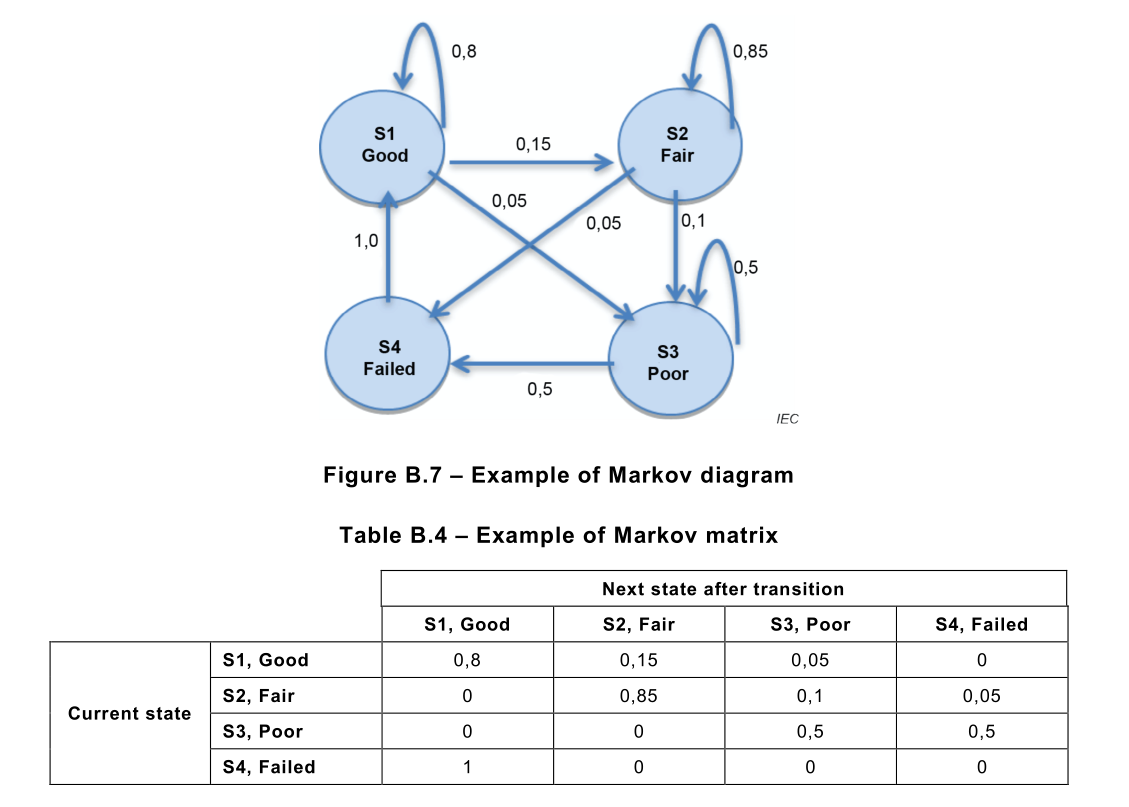 0,8
0,85
S1
Good
0,15
S2
Fair
0,05
0,05
0,1
1,0
0,5
S4
Failed
S3
Poor
0,5
IEC
Figure B.7 – Example of Markov diagram
Table B.4 – Example of Markov matrix
Next state after transition
S1, Good S2, Fair S3, Poor S4, Failed
Current state
S1, Good 0,8 0,15 0,05 0
S2, Fair 0 0,85 0,1 0,05
S3, Poor 0 0 0,5 0,5
S4, Failed 1 0 0 0